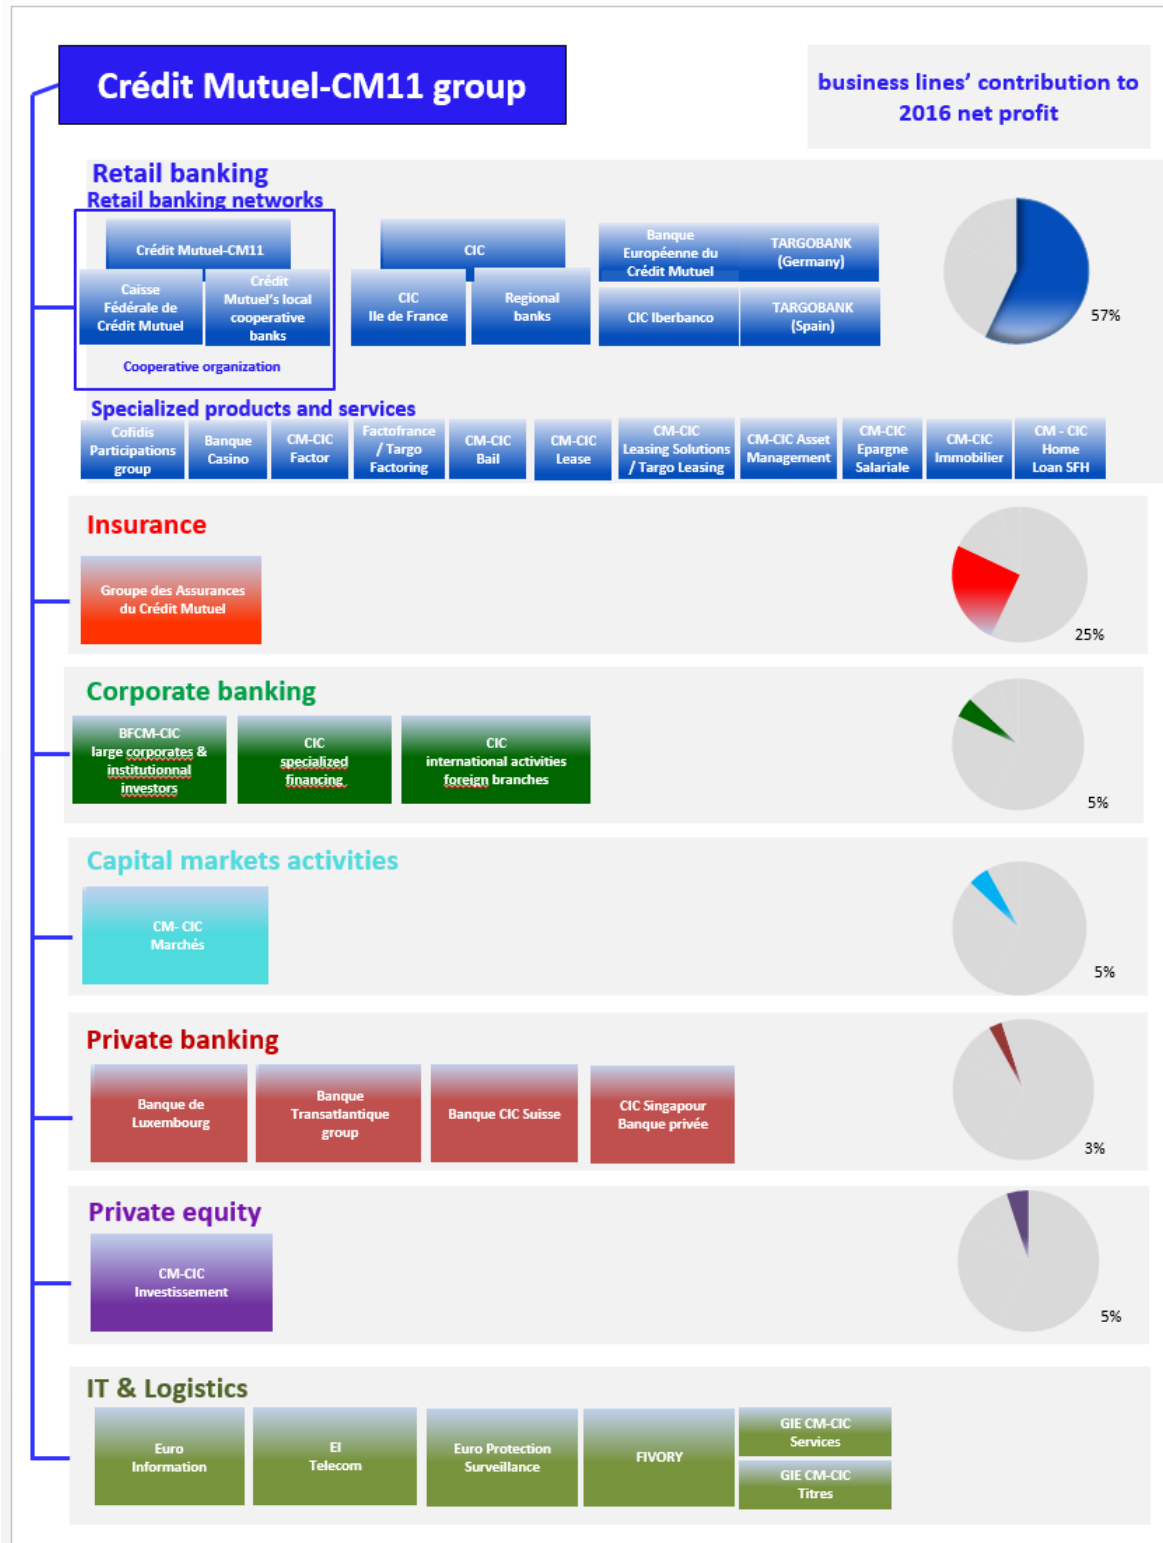 Crédit Mutuel-CM11 group
business lines’ contribution to
2016 net profit
Retail banking
Retail banking networks
Crédit Mutuel-CM11
Caisse
Fédérale de
Crédit Mutuel
Crédit
Mutuel's local
cooperative
banks
Cooperative organization
CIC
CIC
Ile de France
Regional
banks
Banque
Européenne du
Crédit Mutuel
TARGOBANK
(Germany)
CIC Iberbanco
TARGOBANK
(Spain)
57%
Specialized products and services
Cofidis
Participations
group
Banque
Casino
CM-CIC
Factor
Factofrance
/ Targo
Factoring
CM-CIC
Bail
CM-CIC
Lease
CM-CIC
Leasing Solutions
/ Targo Leasing
CM-CIC Asset
Management
CM-CIC
Epargne
Salariale
CM-CIC
Immobilier
CM - CIC
Home
Loan SFH
Insurance
Groupe des Assurances
du Crédit Mutuel
25%
Corporate banking
BFCM-CIC
large corporates &
institutionnal
investors
CIC
specialized
financing
CIC
international activities
foreign branches
5%
Capital markets activities
CM- CIC
Marchés
5%
Private banking
Banque de
Luxembourg
Banque
Transatlantique
group
Banque CIC Suisse
CIC Singapour
Banque privée
3%
Private equity
CM-CIC
Investissement
5%
IT & Logistics
Euro
Information
EI
Telecom
Euro Protection
Surveillance
FIVORY
GIE CM-CIC
Services
GIE CM-CIC
Titres